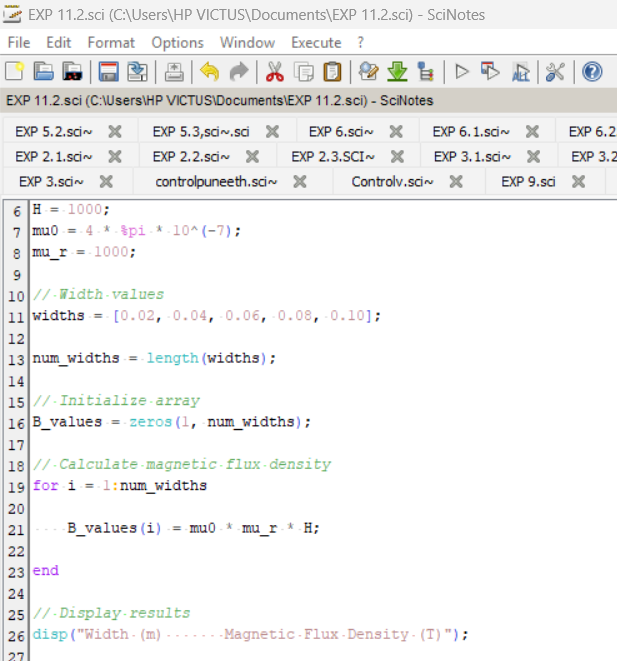 EXP 11.2.sci (C:\Users\HP VICTUS\Documents\EXP 11.2.sci) - SciNotes
File Edit Format Options Window Execute ?
EXP 11.2.sci (C:\Users\HP VICTUS\Documents\EXP 11.2.sci) - SciNotes
EXP 5.2.sci~ EXP 5.3,sci~.sci EXP 6.sci~ EXP 6.1.sci~ EXP 6.2
EXP 2.1.sci~ EXP 2.2.sci~ EXP 2.3.SCI~ EXP 3.1.sci~ EXP 3.2
EXP 3.sci~ controlpuneeth.sci~ Controlv.sci~ EXP 9.sci
6 H = 1000;
7 mu0 = 4 * %pi * 10^(-7);
8 mu_r = 1000;
9
10 // Width values
11 widths = [0.02, 0.04, 0.06, 0.08, 0.10];
12
13 num_widths = length(widths);
14
15 // Initialize array
16 B_values = zeros(1, num_widths);
17
18 // Calculate magnetic flux density
19 for i = 1:num_widths
20
21     B_values(i) = mu0 * mu_r * H;
22
23 end
24
25 // Display results
26 disp("Width (m)       Magnetic Flux Density (T)");
27